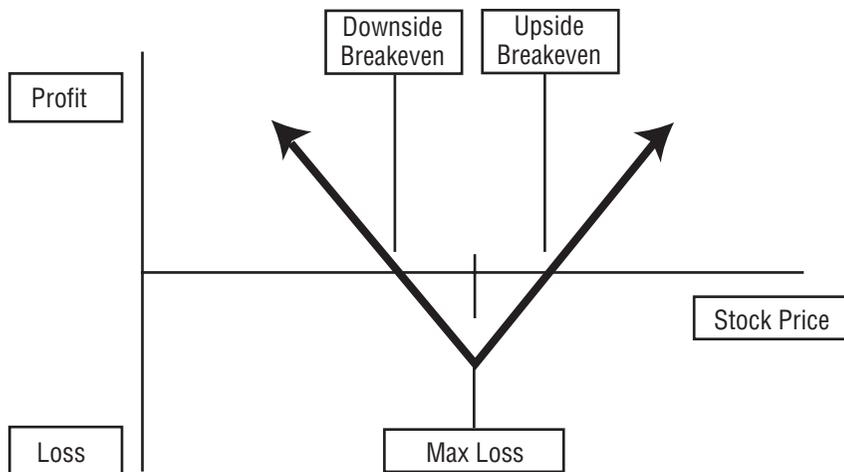 Downside
Breakeven
Upside
Breakeven
Profit
Stock Price
Loss
Max Loss